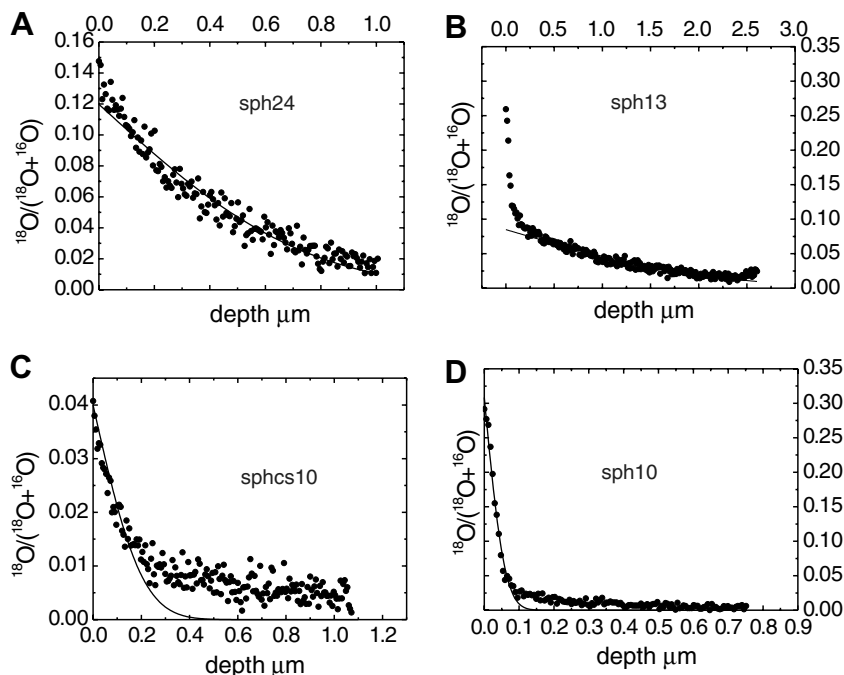 A
0.0 0.2 0.4 0.6 0.8 1.0
0.16
0.14
0.12
0.10
0.08
0.06
0.04
0.02
0.00
¹⁸O/(¹⁸O+¹⁶O)
sph24
depth μm
B
0.0 0.5 1.0 1.5 2.0 2.5 3.0
0.35
0.30
0.25
0.20
0.15
0.10
0.05
0.00
¹⁸O/(¹⁸O+¹⁶O)
sph13
depth μm
C
0.04
0.03
0.02
0.01
0.00
¹⁸O/(¹⁸O+¹⁶O)
sphcs10
0.0 0.2 0.4 0.6 0.8 1.0 1.2
depth μm
D
0.35
0.30
0.25
0.20
0.15
0.10
0.05
0.00
¹⁸O/(¹⁸O+¹⁶O)
sph10
0.0 0.1 0.2 0.3 0.4 0.5 0.6 0.7 0.8 0.9
depth μm